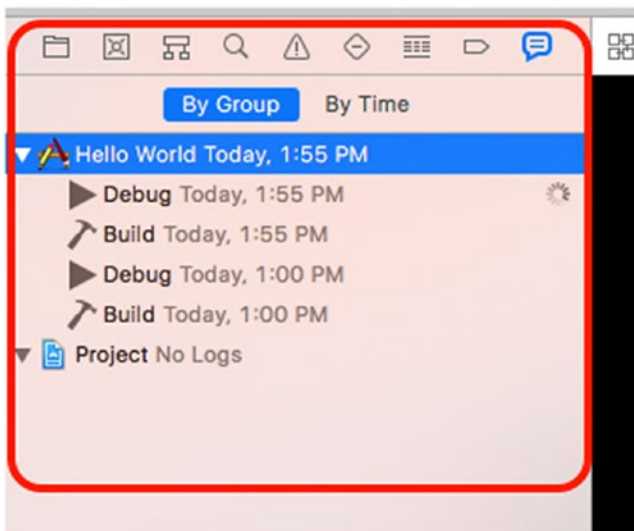 By Group By Time
Hello World Today, 1:55 PM
Debug Today, 1:55 PM
Build Today, 1:55 PM
Debug Today, 1:00 PM
Build Today, 1:00 PM
Project No Logs